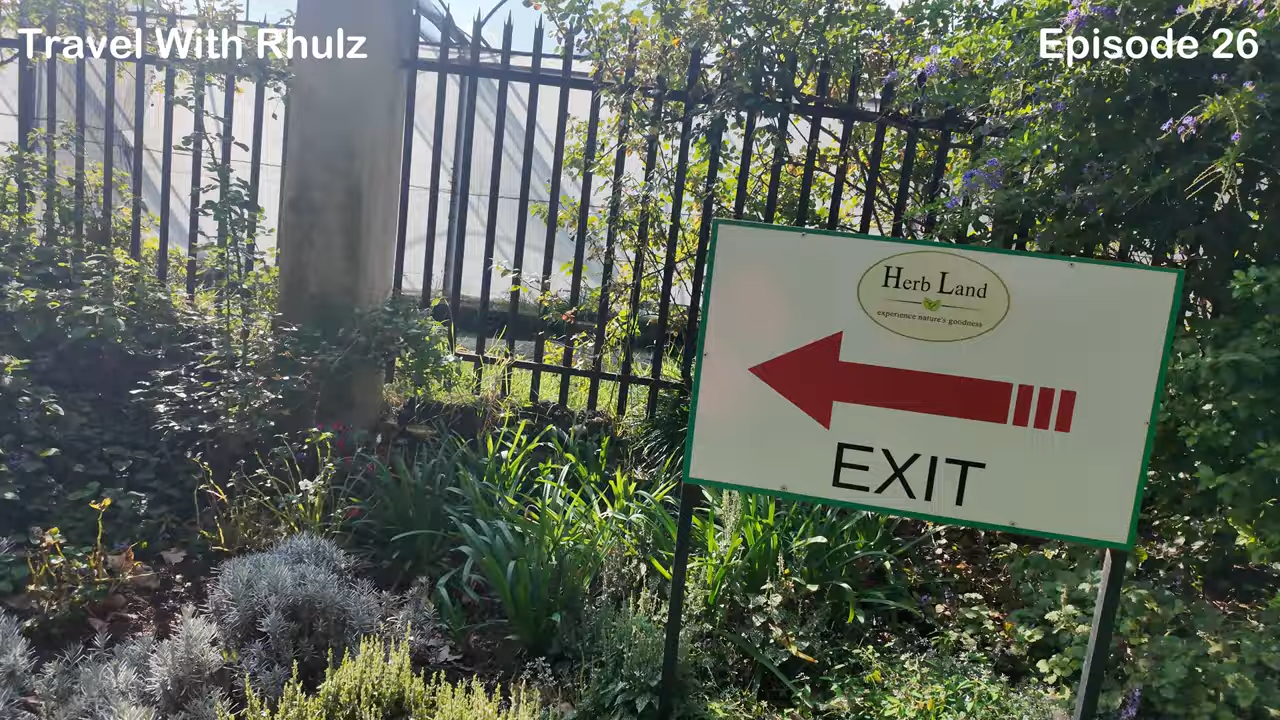 Travel With Rhulz
Episode 26
Herb Land
experience nature's goodness
EXIT